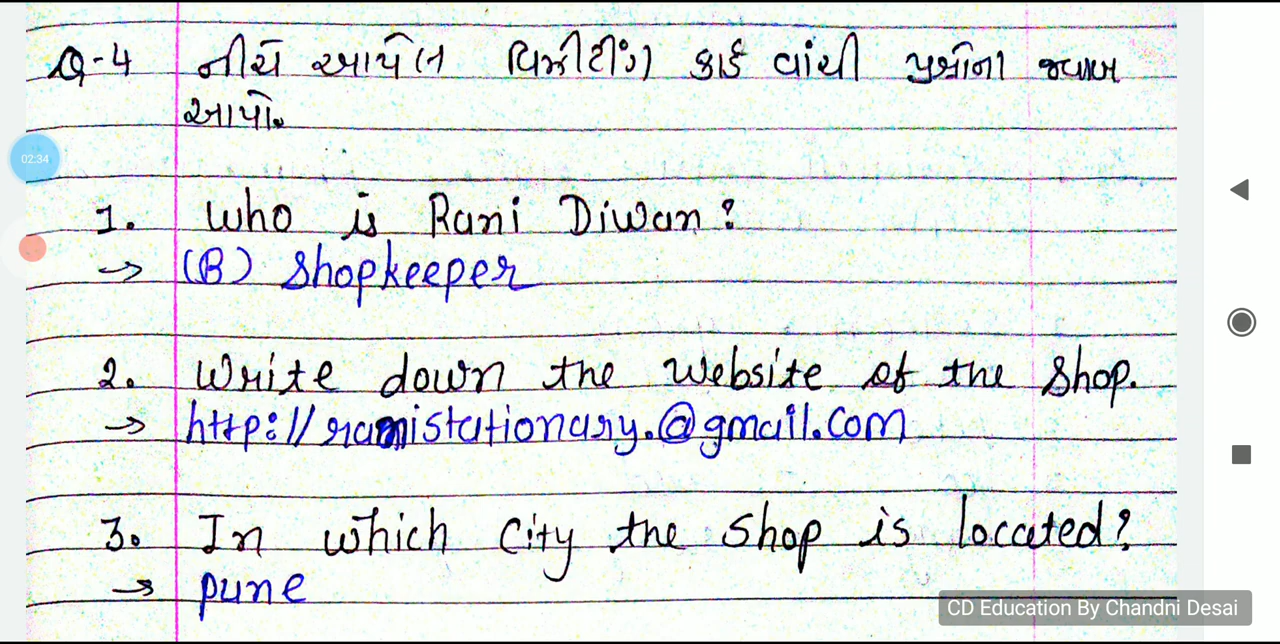 Q-4 નીચે આપેલ વિઝીટીંગ કાર્ડ વાંચી પ્રશ્નોના જવાબ
આપો.
02:34
1. Who is Rani Diwan?
→ (B) Shopkeeper
2. Write down the website of the shop.
→ http://ranistationary.@gmail.com
3. In which city the shop is located?
→ pune
CD Education By Chandni Desai